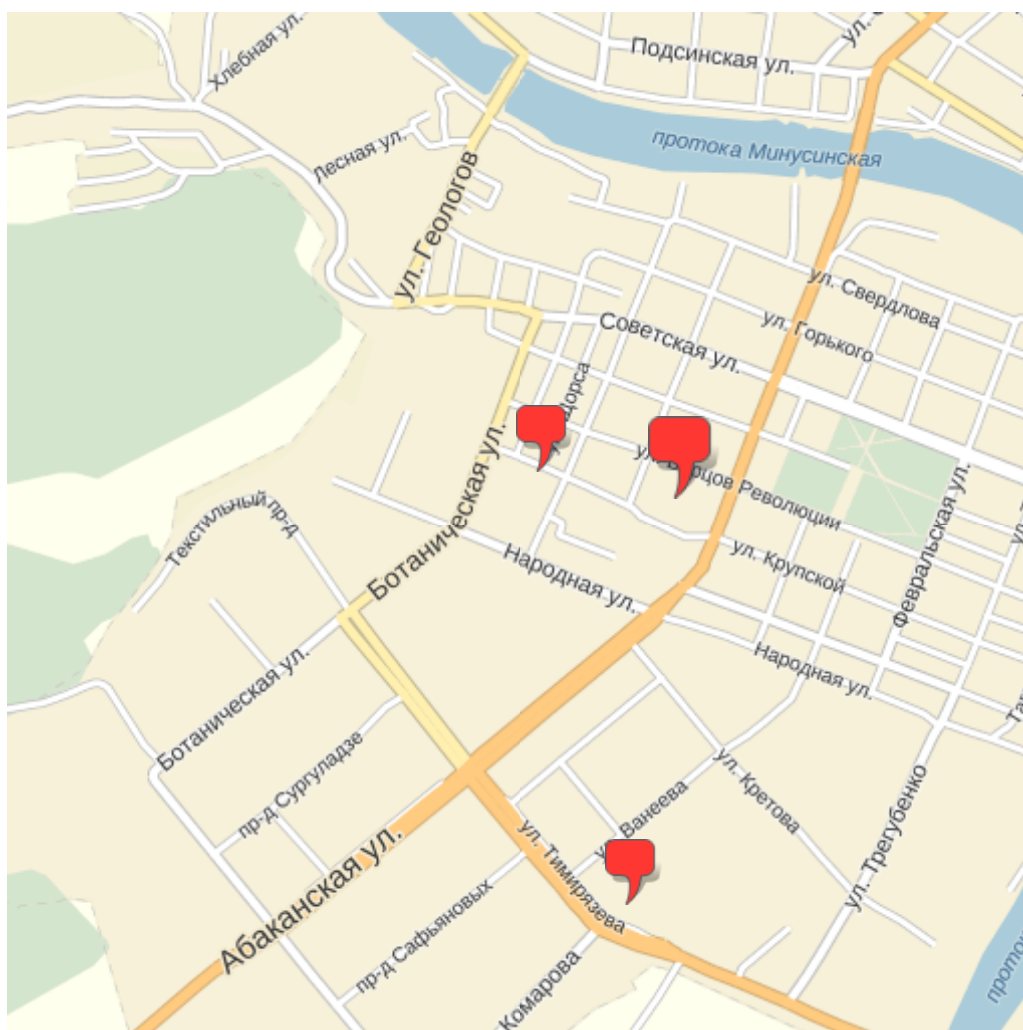 ул.
Подсинская ул.
Хлебная ул.
протока Минусинская
Лесная ул.
ул. Геологов
ул. Свердлова
ул. Горького
Советская ул.
Ботаническая ул.
Революции
Февральская ул.
Текстильный пр-д
ул. Крупской
Народная ул.
Народная ул.
Ботаническая ул.
ул. Кретова
пр-д Сургуладзе
ул. Трегубенко
Ванеева
ул. Тимирязева
Абаканская ул.
пр-д Сафьяновых
Комарова